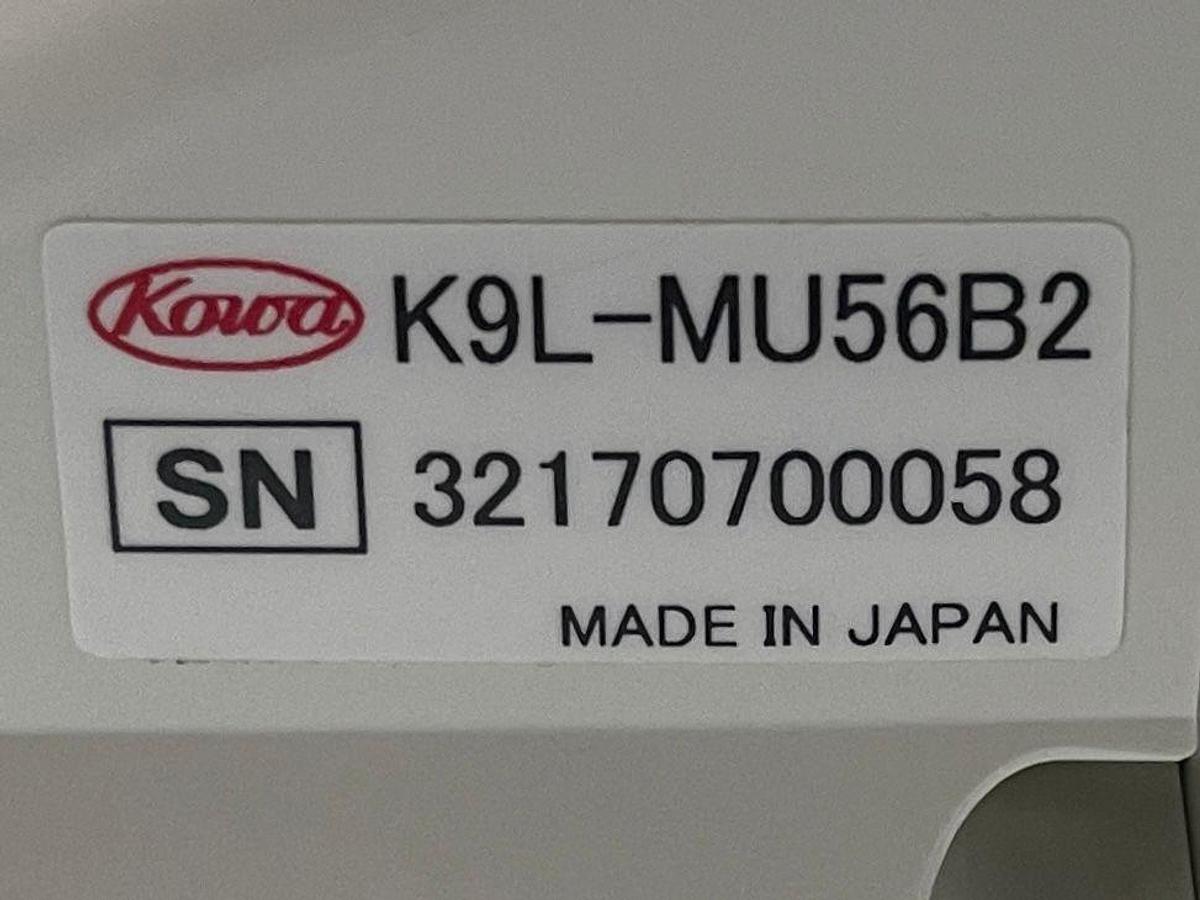 Kowa K9L-MU56B2
SN 32170700058
MADE IN JAPAN